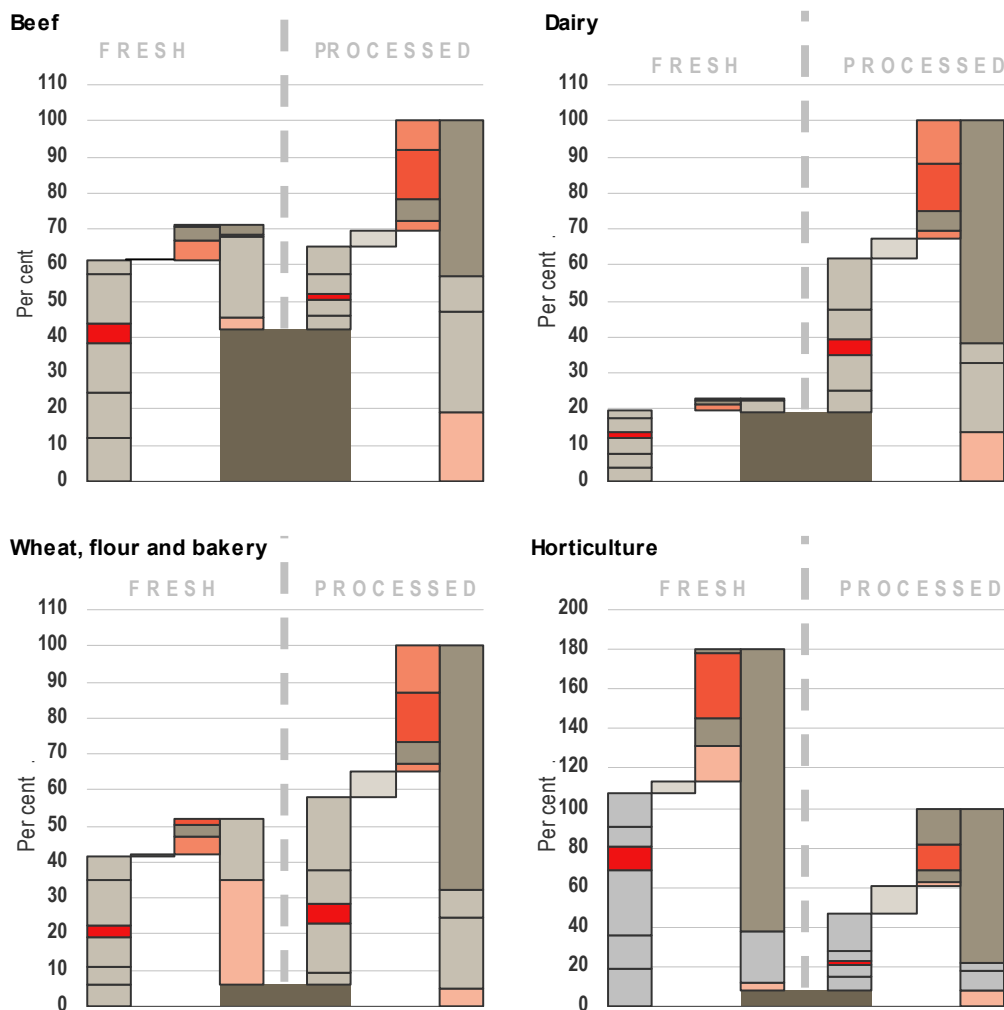 Beef
FRESH
PROCESSED
110
100
90
80
70
60
50
40
30
20
10
0
Per cent
Dairy
FRESH
PROCESSED
110
100
90
80
70
60
50
40
30
20
10
0
Per cent
Wheat, flour and bakery
FRESH
PROCESSED
110
100
90
80
70
60
50
40
30
20
10
0
Per cent
Horticulture
FRESH
PROCESSED
200
180
160
140
120
100
80
60
40
20
0
Per cent